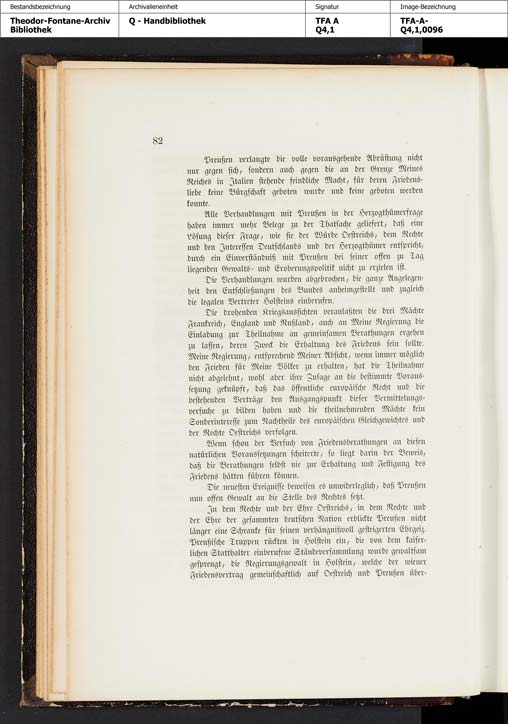 Bestandsbezeichnung Archivalieneinheit Signatur Image-Bezeichnung
Theodor-Fontane-Archiv Q - Handbibliothek TFA A TFA-A-
Bibliothek Q4,1 Q4,1,0096
82
Preußen verlangte die volle vorausgehende Abrüstung nicht
nur gegen sich, sondern auch gegen die an der Grenze Meines
Reiches in Italien stehende feindliche Macht, für deren Friedens-
liebe keine Bürgschaft geboten wurde und keine geboten werden
konnte.
Alle Verhandlungen mit Preußen in der Herzogthümerfrage
haben immer mehr Belege zu der Thatsache geliefert, daß eine
Lösung dieser Frage, wie sie der Würde Oestreichs, dem Rechte
und den Interessen Deutschlands und der Herzogthümer entspricht,
durch ein Einverständniß mit Preußen bei seiner offen zu Tag
liegenden Gewalts- und Eroberungspolitik nicht zu erzielen ist.
Die Verhandlungen wurden abgebrochen, die ganze Angelegen-
heit den Entschließungen des Bundes anheimgestellt und zugleich
die legalen Vertreter Holsteins einberufen.
Die drohenden Kriegsaussichten veranlaßten die drei Mächte
Frankreich, England und Rußland, auch an Meine Regierung die
Einladung zur Theilnahme an gemeinsamen Berathungen ergehen
zu lassen, deren Zweck die Erhaltung des Friedens sein sollte.
Meine Regierung, entsprechend Meiner Absicht, wenn immer möglich
den Frieden für Meine Völker zu erhalten, hat die Theilnahme
nicht abgelehnt, wohl aber ihre Zusage an die bestimmte Voraus-
setzung geknüpft, daß das öffentliche europäische Recht und die
bestehenden Verträge den Ausgangspunkt dieser Vermittelungs-
versuche zu bilden haben und die theilnehmenden Mächte kein
Sonderinteresse zum Nachtheile des europäischen Gleichgewichtes und
der Rechte Oestreichs verfolgen.
Wenn schon der Versuch von Friedensberathungen an diesen
natürlichen Voraussetzungen scheiterte, so liegt darin der Beweis,
daß die Berathungen selbst nie zur Erhaltung und Festigung des
Friedens hätten führen können.
Die neuesten Ereignisse beweisen es unwiderleglich, daß Preußen
nun offen Gewalt an die Stelle des Rechtes setzt.
In dem Rechte und der Ehre Oestreichs, in dem Rechte und
der Ehre der gesammten deutschen Nation erblickte Preußen nicht
länger eine Schranke für seinen verhängnißvoll gesteigerten Ehrgeiz.
Preußische Truppen rückten in Holstein ein, die von dem kaiser-
lichen Statthalter einberufene Ständeversammlung wurde gewaltsam
gesprengt, die Regierungsgewalt in Holstein, welche der wiener
Friedensvertrag gemeinschaftlich auf Oestreich und Preußen über-